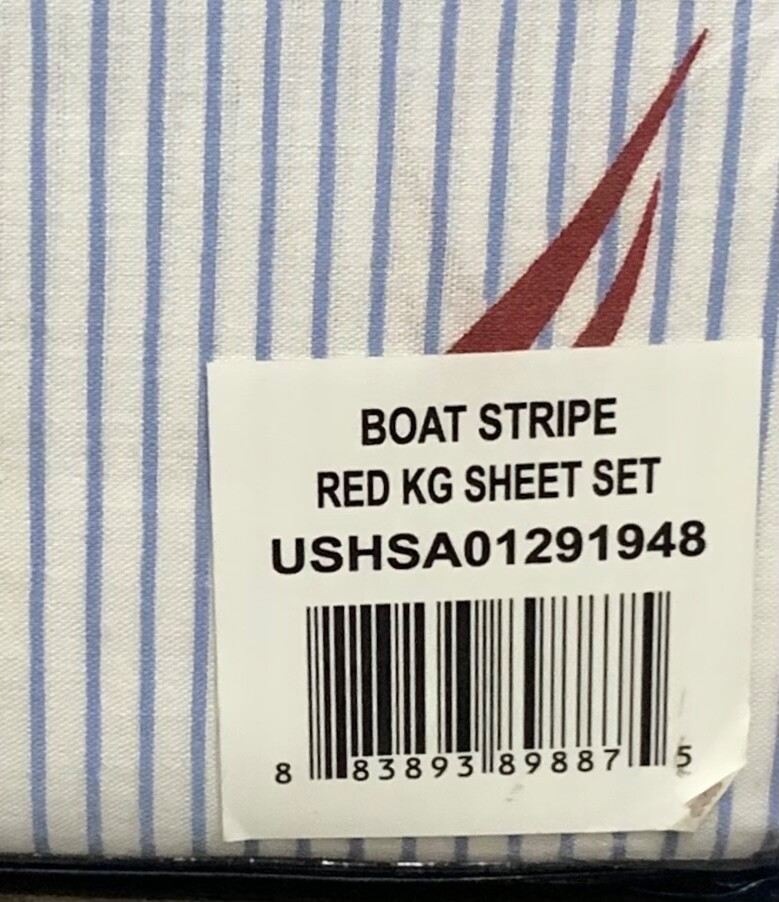 BOAT STRIPE
RED KG SHEET SET
USHSA01291948
8 83893 89887 5